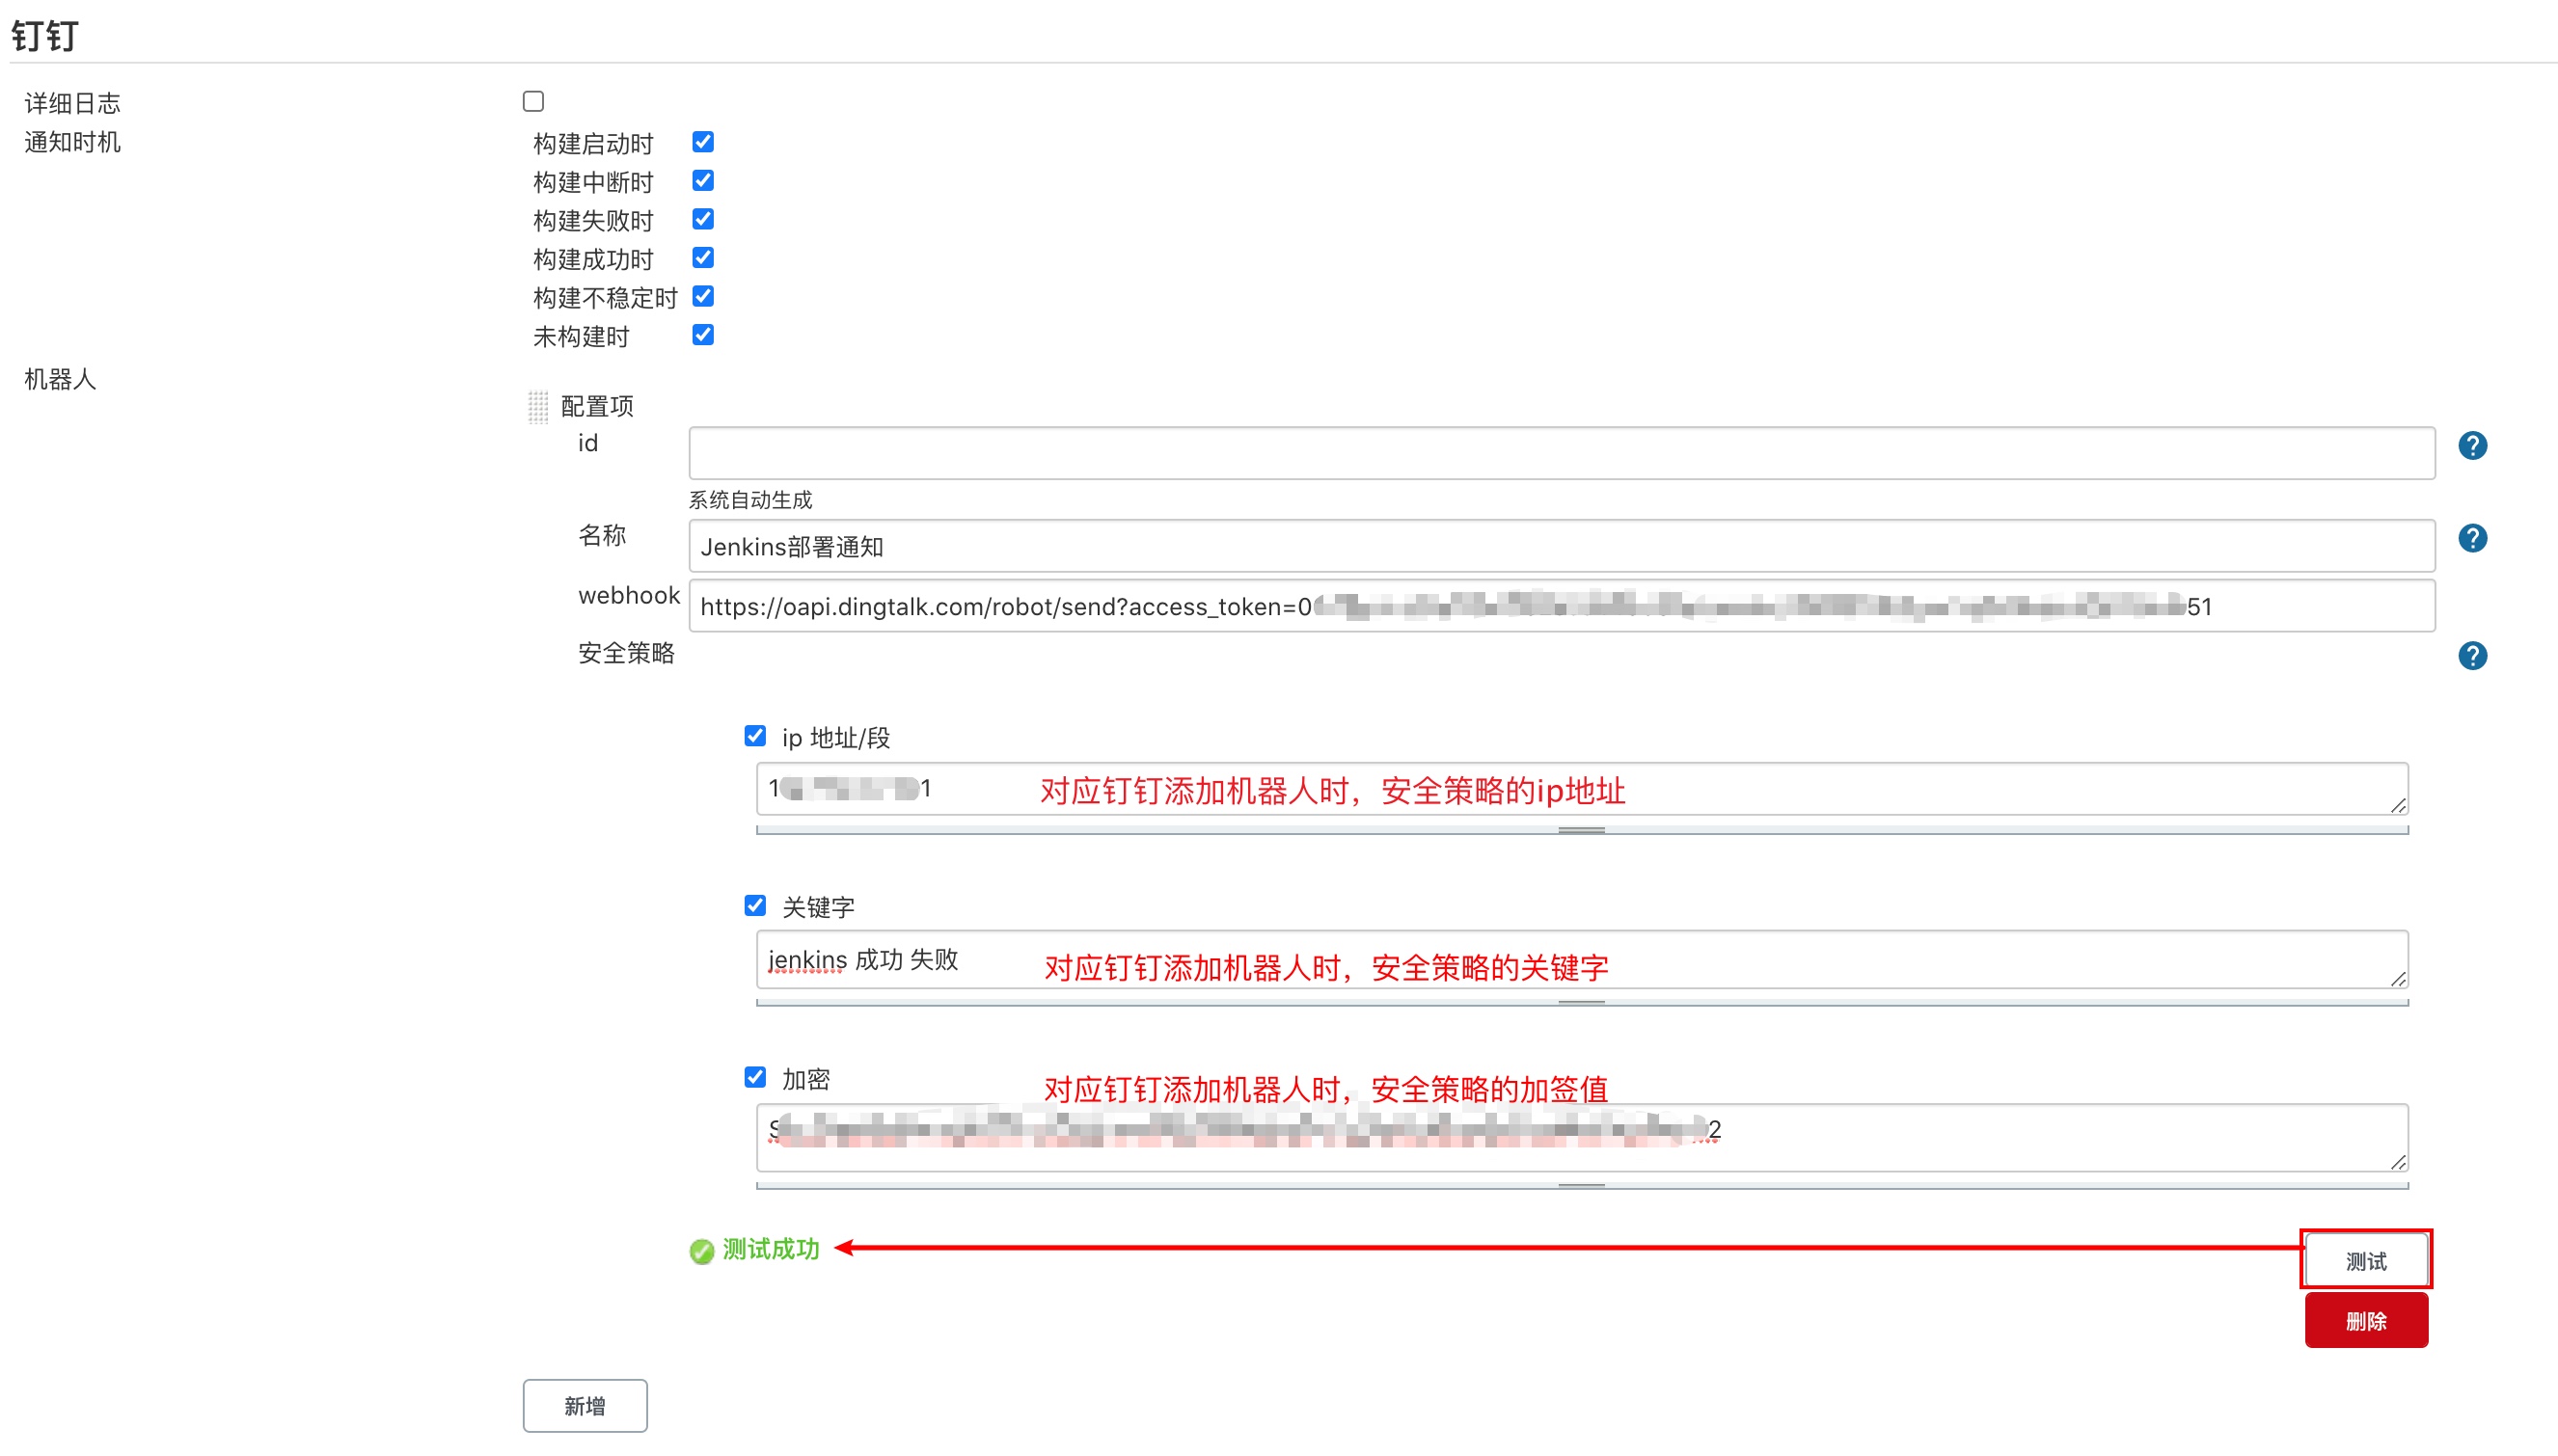 钉钉
详细日志
通知时机
构建启动时
构建中断时
构建失败时
构建成功时
构建不稳定时
未构建时
机器人
配置项
id
系统自动生成
名称 Jenkins部署通知
webhook https://oapi.dingtalk.com/robot/send?access_token=0 51
安全策略
ip 地址/段
1 1 对应钉钉添加机器人时，安全策略的ip地址
关键字
jenkins 成功 失败 对应钉钉添加机器人时，安全策略的关键字
加密 对应钉钉添加机器人时，安全策略的加签值
S 2
测试成功 测试
删除
新增